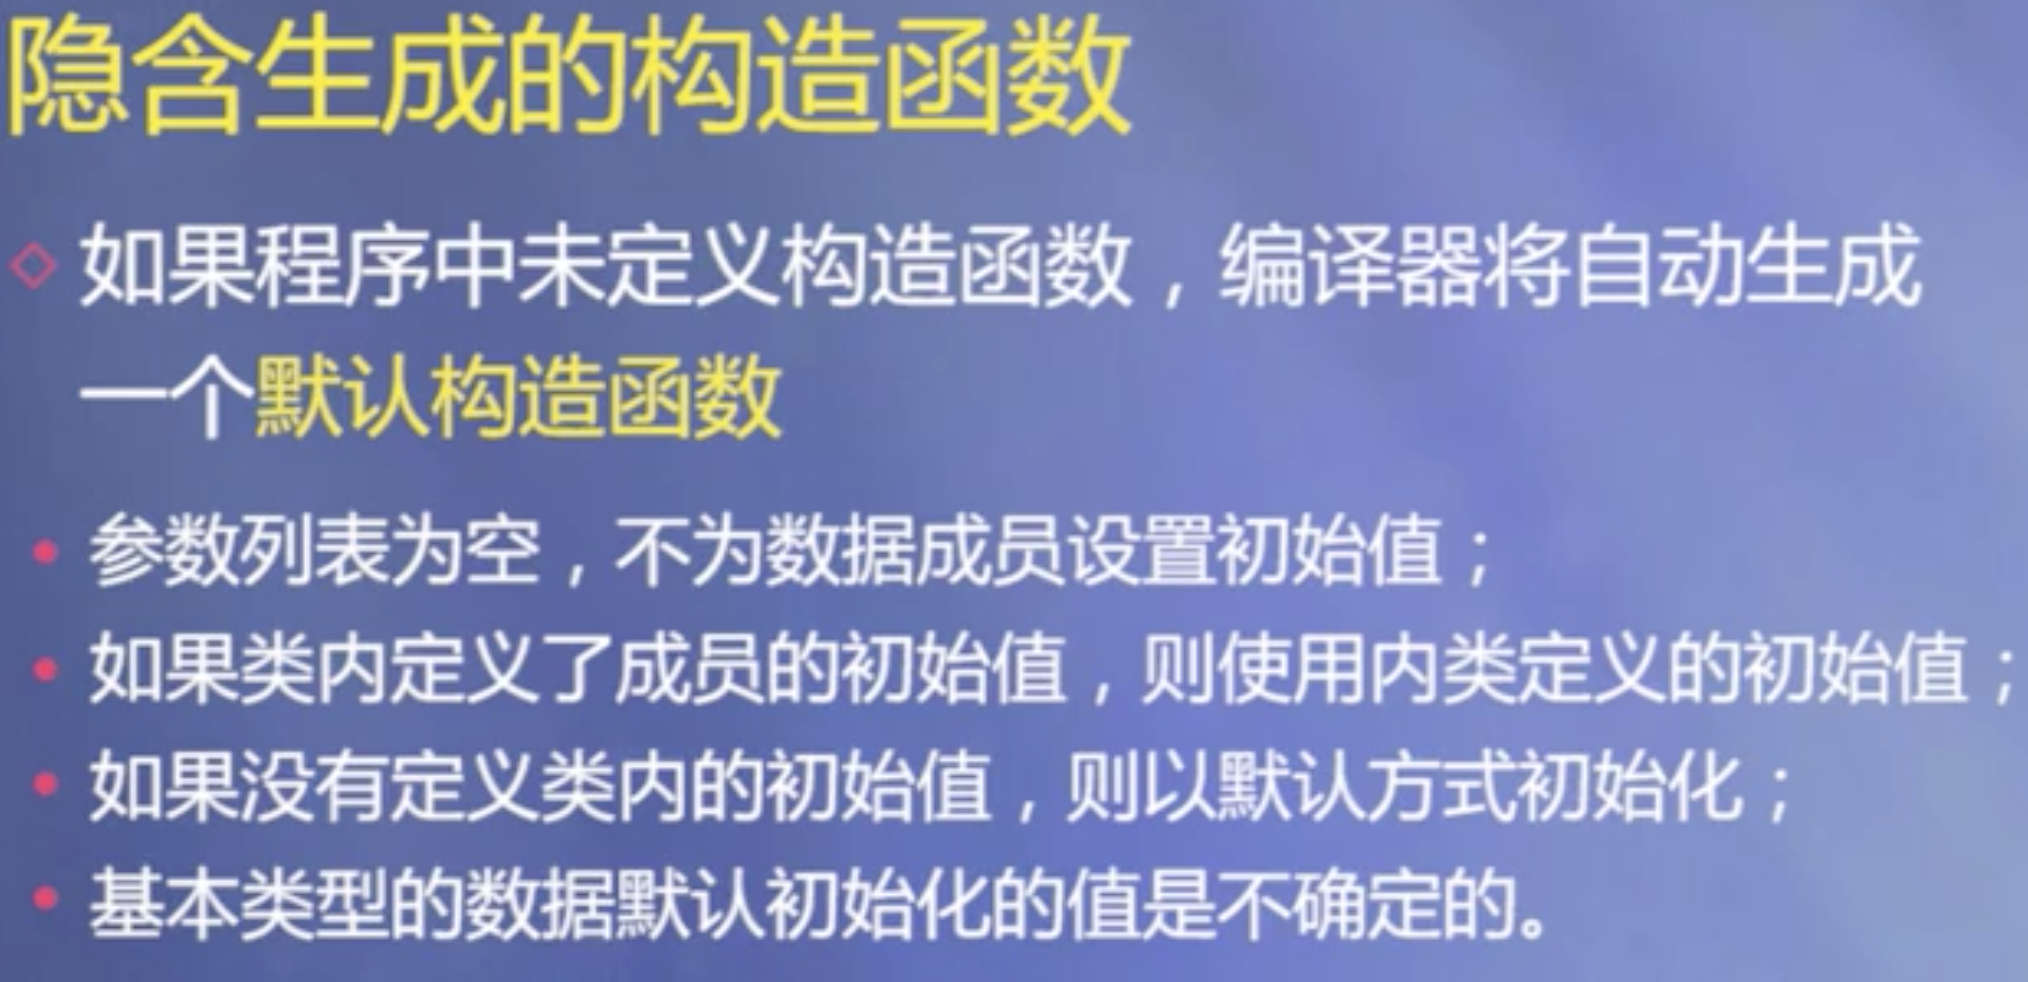 隐含生成的构造函数
如果程序中未定义构造函数，编译器将自动生成
一个默认构造函数
参数列表为空，不为数据成员设置初始值；
如果类内定义了成员的初始值，则使用内类定义的初始值；
如果没有定义类内的初始值，则以默认方式初始化；
基本类型的数据默认初始化的值是不确定的。